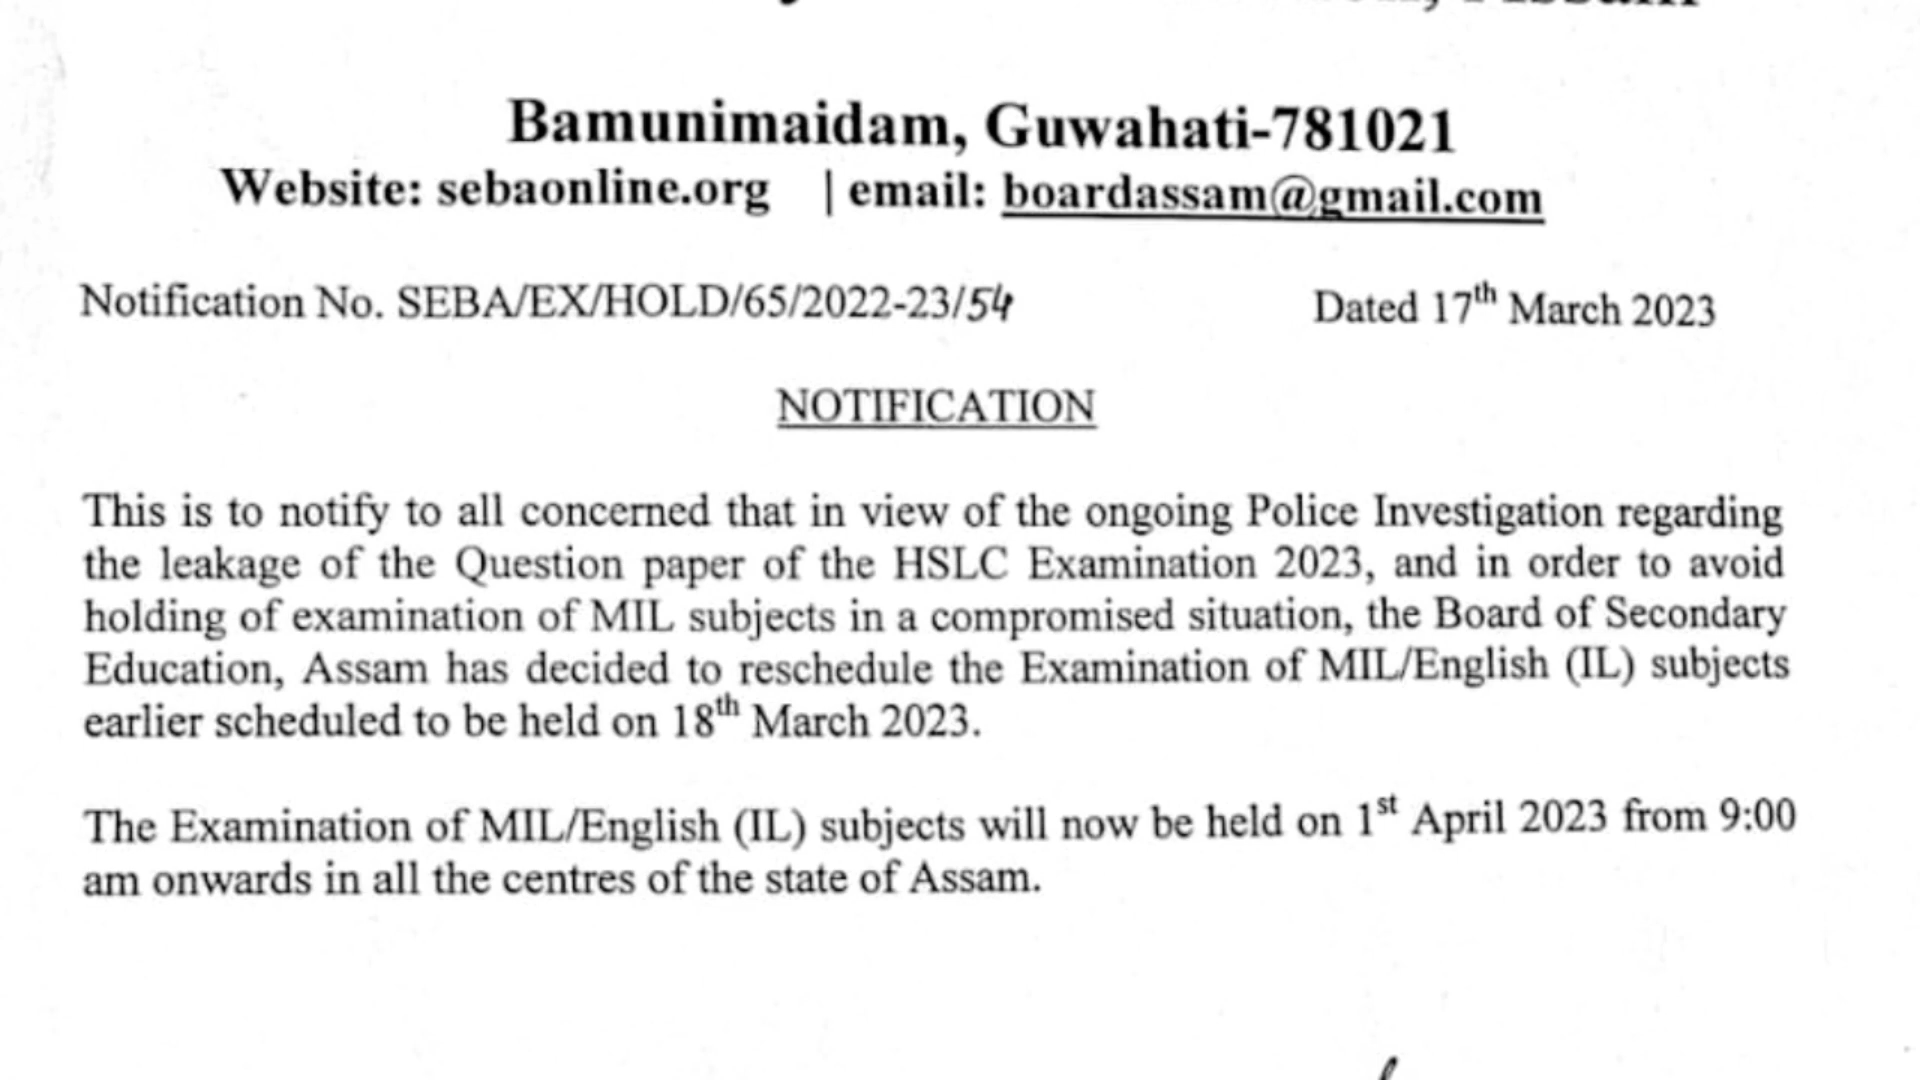 Assam
Bamunimaidam, Guwahati-781021
Website: sebaonline.org | email: boardassam@gmail.com
Notification No. SEBA/EX/HOLD/65/2022-23/54 Dated 17th March 2023
NOTIFICATION
This is to notify to all concerned that in view of the ongoing Police Investigation regarding
the leakage of the Question paper of the HSLC Examination 2023, and in order to avoid
holding of examination of MIL subjects in a compromised situation, the Board of Secondary
Education, Assam has decided to reschedule the Examination of MIL/English (IL) subjects
earlier scheduled to be held on 18th March 2023.
The Examination of MIL/English (IL) subjects will now be held on 1st April 2023 from 9:00
am onwards in all the centres of the state of Assam.